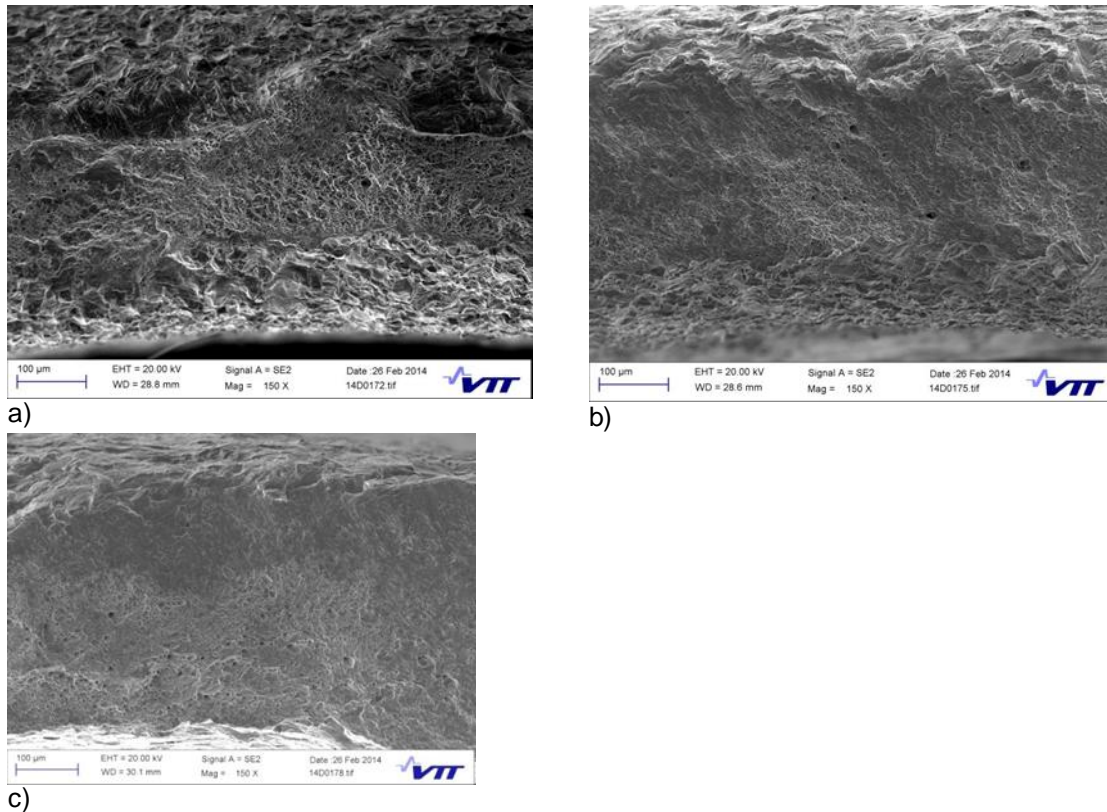 100 µm EHT = 20.00 kV Signal A = SE2 Date :26 Feb 2014
WD = 28.8 mm Mag = 150 X 14D0172.tif VTT
a)
100 µm EHT = 20.00 kV Signal A = SE2 Date :26 Feb 2014
WD = 28.6 mm Mag = 150 X 14D0175.tif VTT
b)
100 µm EHT = 20.00 kV Signal A = SE2 Date :26 Feb 2014
WD = 30.1 mm Mag = 150 X 14D0178.tif VTT
c)